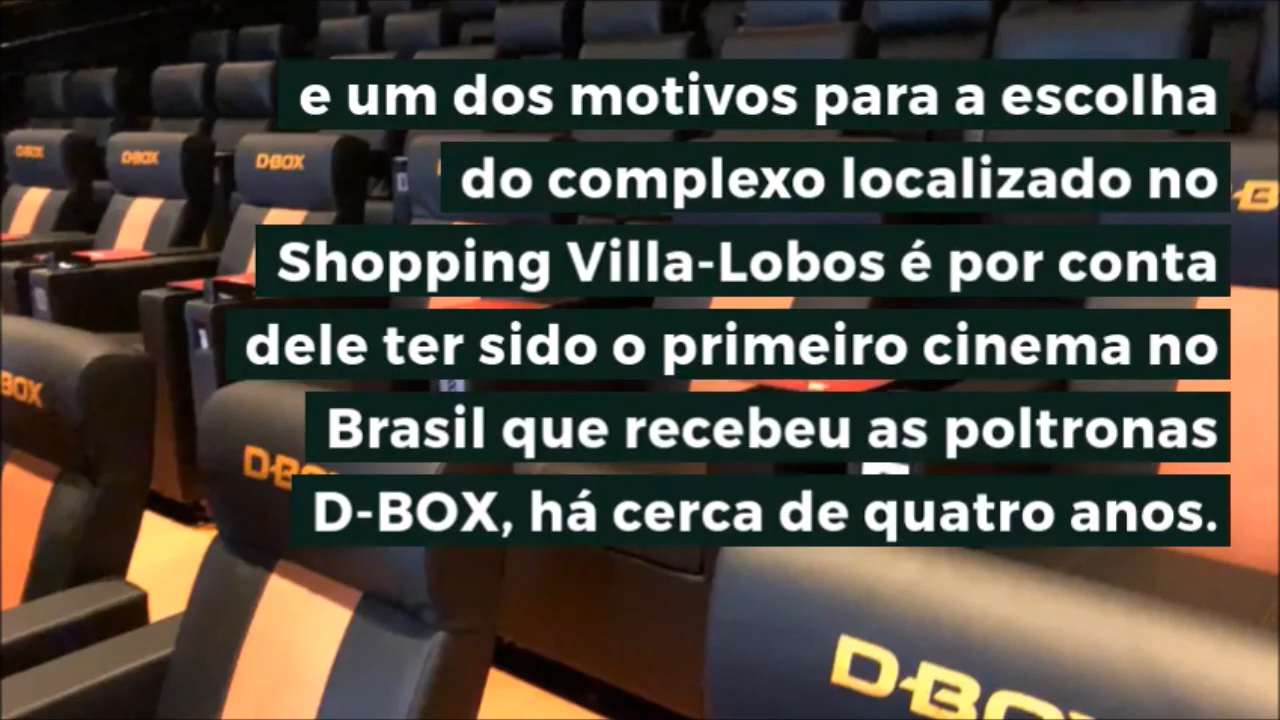 e um dos motivos para a escolha
do complexo localizado no
Shopping Villa-Lobos é por conta
dele ter sido o primeiro cinema no
Brasil que recebeu as poltronas
D-BOX, há cerca de quatro anos.
D-BOX
D-BOX
D-BOX
D-BOX